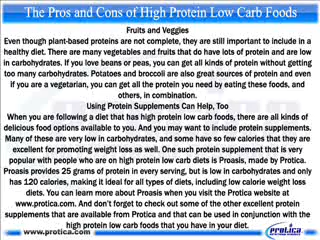 The Pros and Cons of High Protein Low Carb Foods
Fruits and Veggies
Even though plant-based proteins are not complete, they are still important to include in a
healthy diet. There are many vegetables and fruits that do have lots of protein and are low
in carbohydrates. If you love beans or peas, you can get all kinds of protein without getting
too many carbohydrates. Potatoes and broccoli are also great sources of protein and even
if you are a vegetarian, you can get all the protein you need by eating these foods, and
others, in combination.
Using Protein Supplements Can Help, Too
When you are following a diet that has high protein low carb foods, there are all kinds of
delicious food options available to you. And you may want to include protein supplements.
Many of these are very low in carbohydrates, and some have so few calories that they are
excellent for promoting weight loss as well. One such protein supplement that is very
popular with people who are on high protein low carb diets is Proasis, made by Protica.
Proasis provides 25 grams of protein in every serving, but is low in carbohydrates and only
has 120 calories, making it ideal for all types of diets, including low calorie weight loss
diets. You can learn more about Proasis when you visit the Protica website at
www.protica.com. And don't forget to check out some of the other excellent protein
supplements that are available from Protica and that can be used in conjunction with the
high protein low carb foods that you have in your diet.
www.protica.com
protica